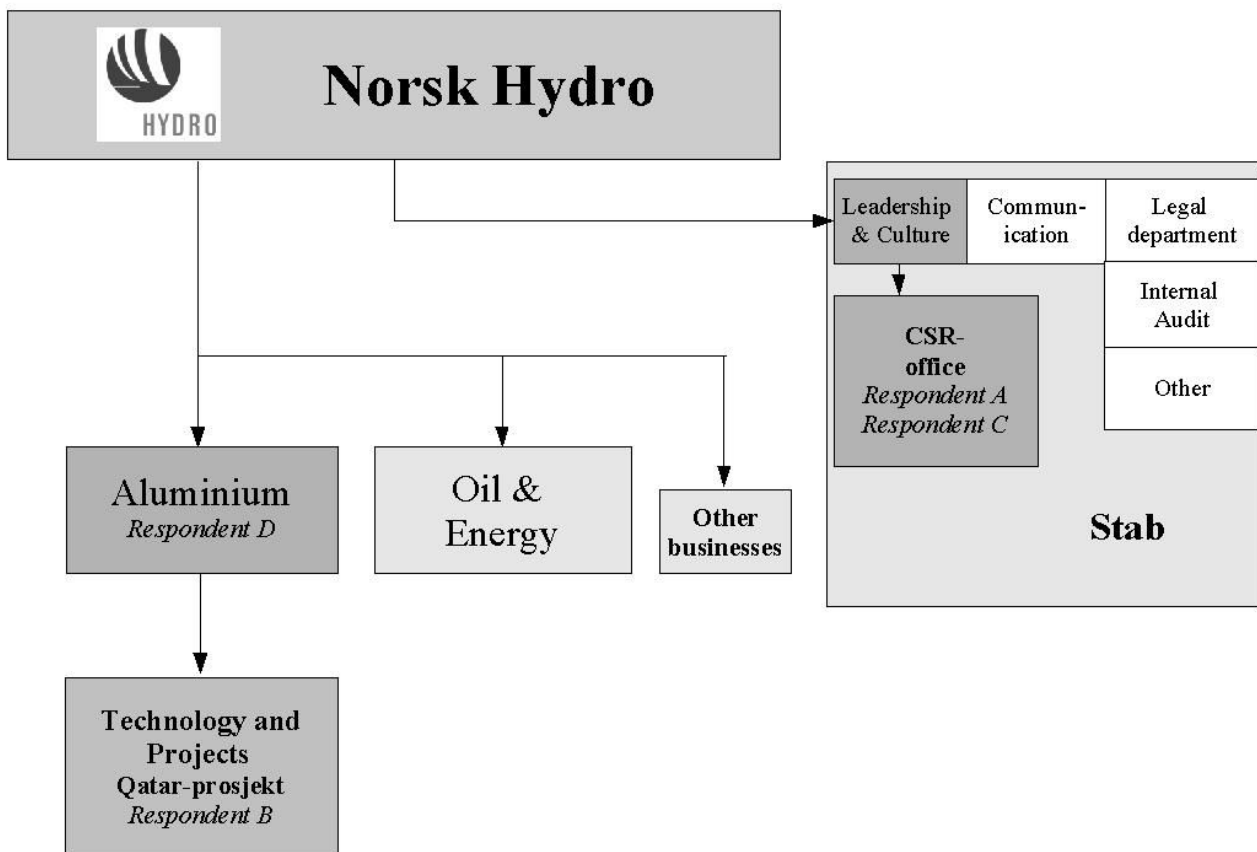 HYDRO
Norsk Hydro
Leadership
& Culture
Commun-
ication
Legal
department
Internal
Audit
Other
CSR-
office
Respondent A
Respondent C
Stab
Aluminium
Respondent D
Oil &
Energy
Other
businesses
Technology and
Projects
Qatar-prosjekt
Respondent B